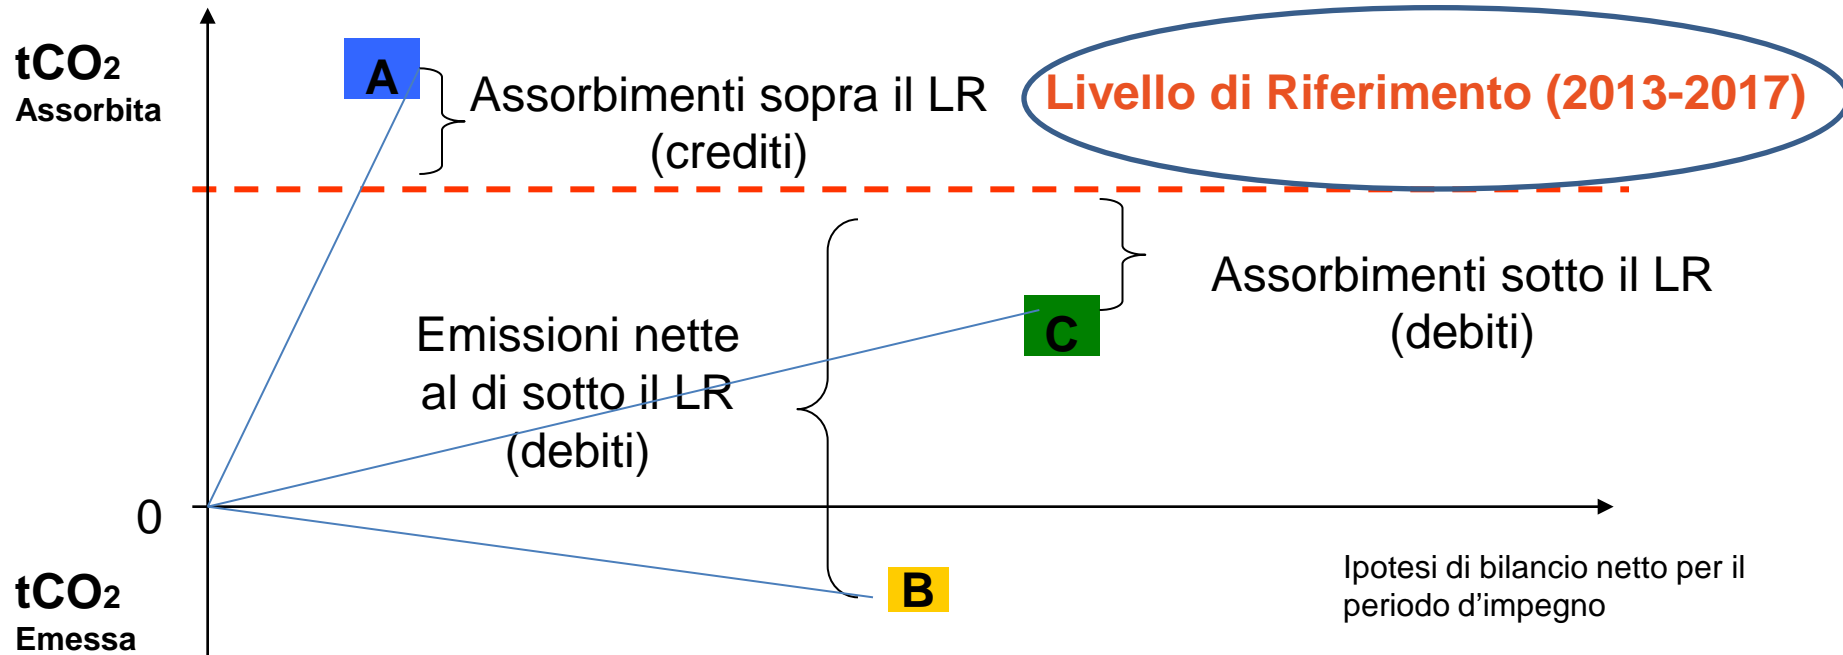 tCO2
Assorbita
A
Assorbimenti sopra il LR
(crediti)
Livello di Riferimento (2013-2017)
Assorbimenti sotto il LR
(debiti)
C
Emissioni nette
al di sotto il LR
(debiti)
0
tCO2
Emessa
B
Ipotesi di bilancio netto per il
periodo d'impegno